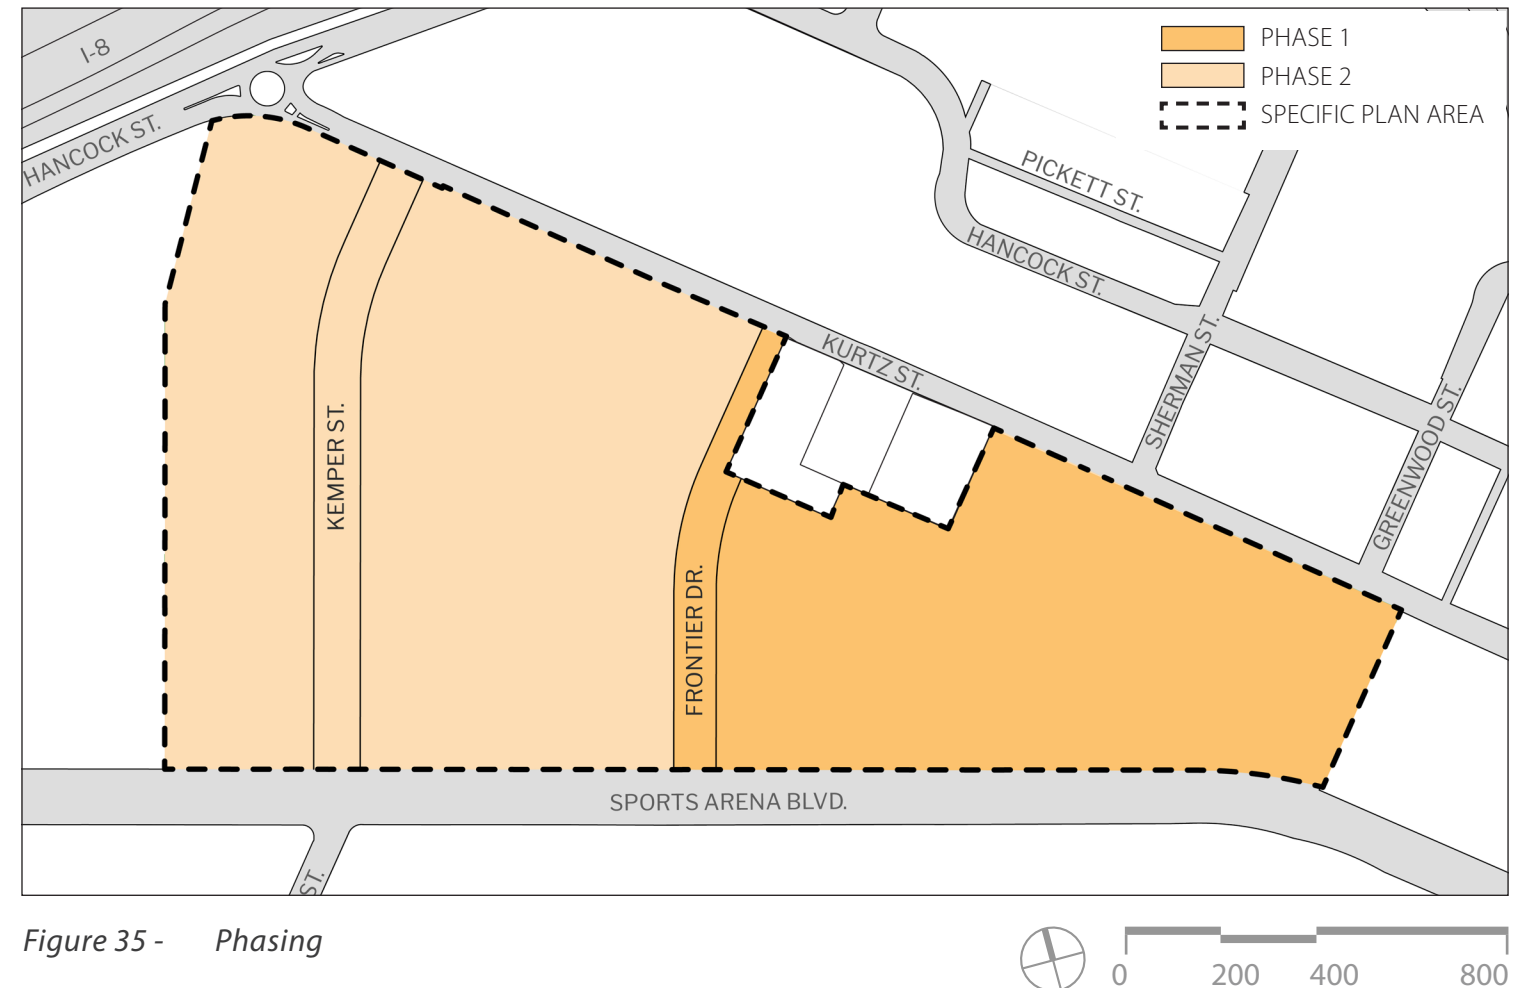 I-8
HANCOCK ST.
PHASE 1
PHASE 2
SPECIFIC PLAN AREA
PICKETT ST.
HANCOCK ST.
KURTZ ST.
SHERMAN ST.
GREENWOOD ST.
KEMPER ST.
FRONTIER DR.
SPORTS ARENA BLVD.
ST.
Figure 35 - Phasing
0 200 400 800